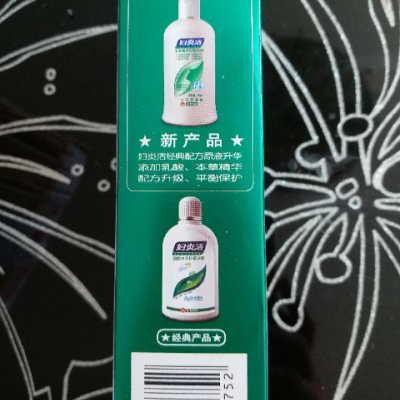 妇炎洁
★ 新产品 ★
妇炎洁经典配方原液升华
添加乳酸、本草精华
配方升级、平衡保护
妇炎洁
★ 经典产品 ★
752